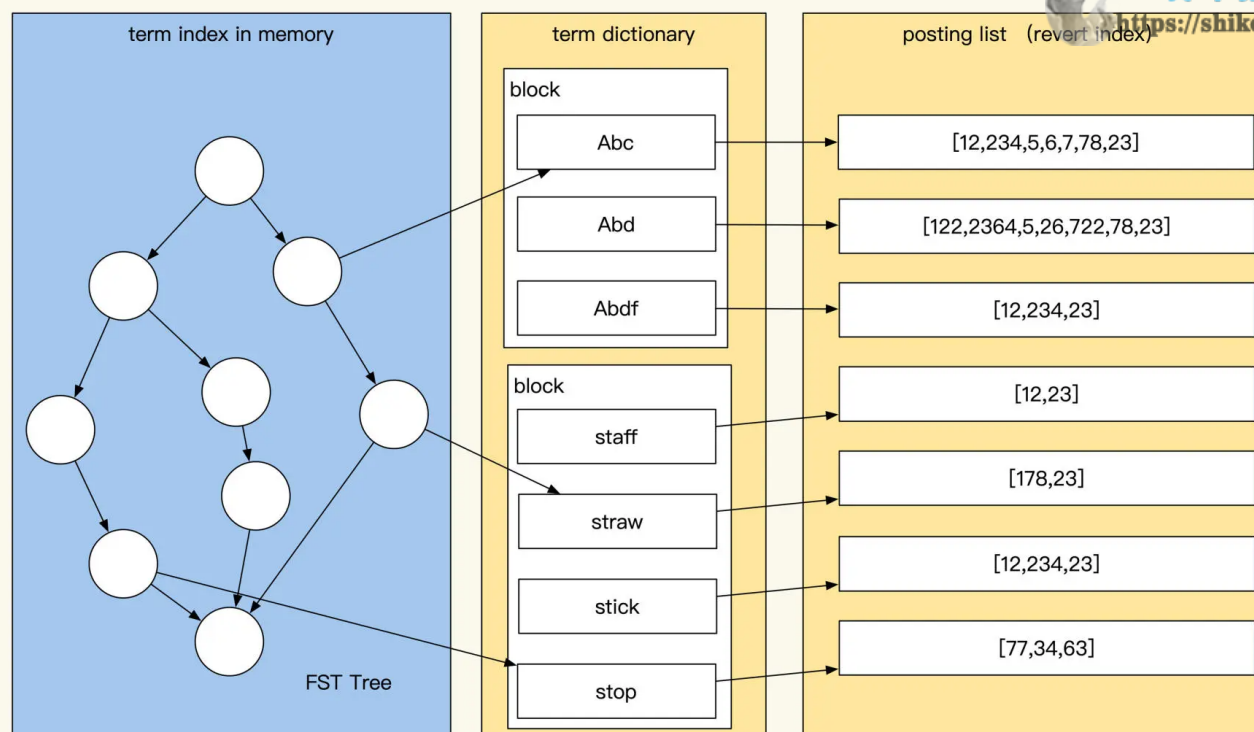 term index in memory
FST Tree
term dictionary
block
Abc
Abd
Abdf
block
staff
straw
stick
stop
posting list （revert index)
[12,234,5,6,7,78,23]
[122,2364,5,26,722,78,23]
[12,234,23]
[12,23]
[178,23]
[12,234,23]
[77,34,63]